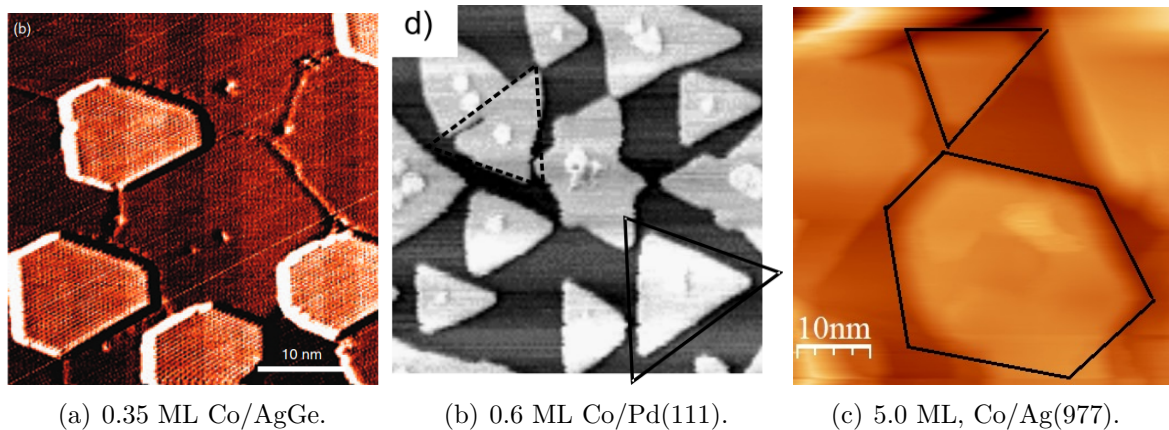 (b)
10 nm
d)
10nm
(a) 0.35 ML Co/AgGe.
(b) 0.6 ML Co/Pd(111).
(c) 5.0 ML, Co/Ag(977).